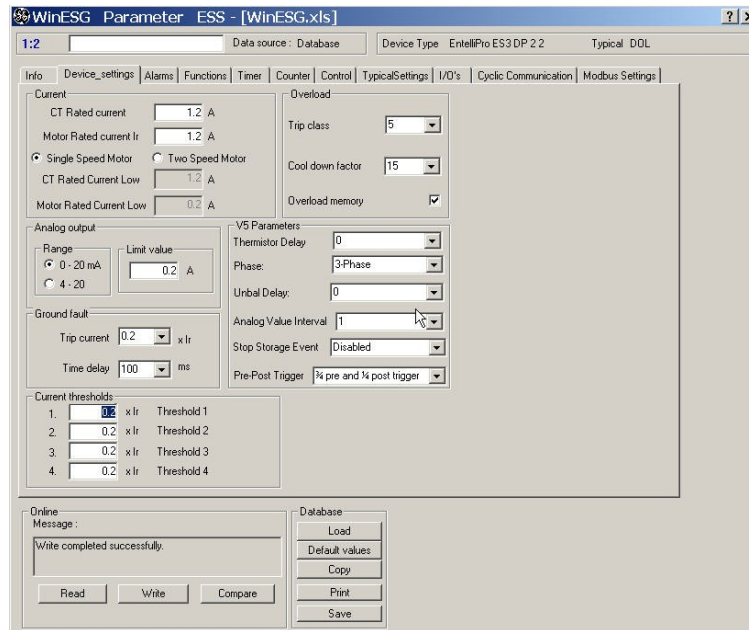 WinESG Parameter ESS - [WinESG.xls]
1:2 Data source : Database Device Type EntelliPro ES3 DP 2 2 Typical DOL
Info Device_settings Alarms Functions Timer Counter Control TypicalSettings I/O's Cyclic Communication Modbus Settings
Current
CT Rated current 1.2 A
Motor Rated current Ir 1.2 A
Single Speed Motor Two Speed Motor
CT Rated Current Low 1.2 A
Motor Rated Current Low 0.2 A
Overload
Trip class 5
Cool down factor 15
Overload memory
Analog output
Range
0 - 20 mA
4 - 20
Limit value
0.2 A
V5 Parameters
Thermistor Delay 0
Phase: 3-Phase
Unbal Delay: 0
Analog Value Interval 1
Stop Storage Event Disabled
Pre-Post Trigger ¾ pre and ¼ post trigger
Ground fault
Trip current 0.2 x Ir
Time delay 100 ms
Current thresholds
1. 0.2 x Ir Threshold 1
2. 0.2 x Ir Threshold 2
3. 0.2 x Ir Threshold 3
4. 0.2 x Ir Threshold 4
Online
Message :
Write completed successfully.
Read Write Compare
Database
Load
Default values
Copy
Print
Save